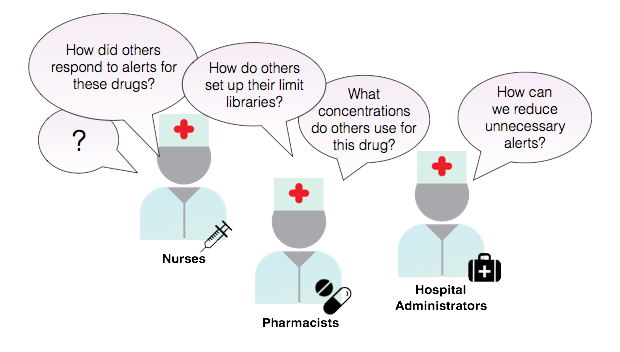 How did others
respond to alerts for
these drugs?
How do others
set up their limit
libraries?
What
concentrations
do others use for
this drug?
How can
we reduce
unnecessary
alerts?
?
Nurses
Pharmacists
Hospital
Administrators